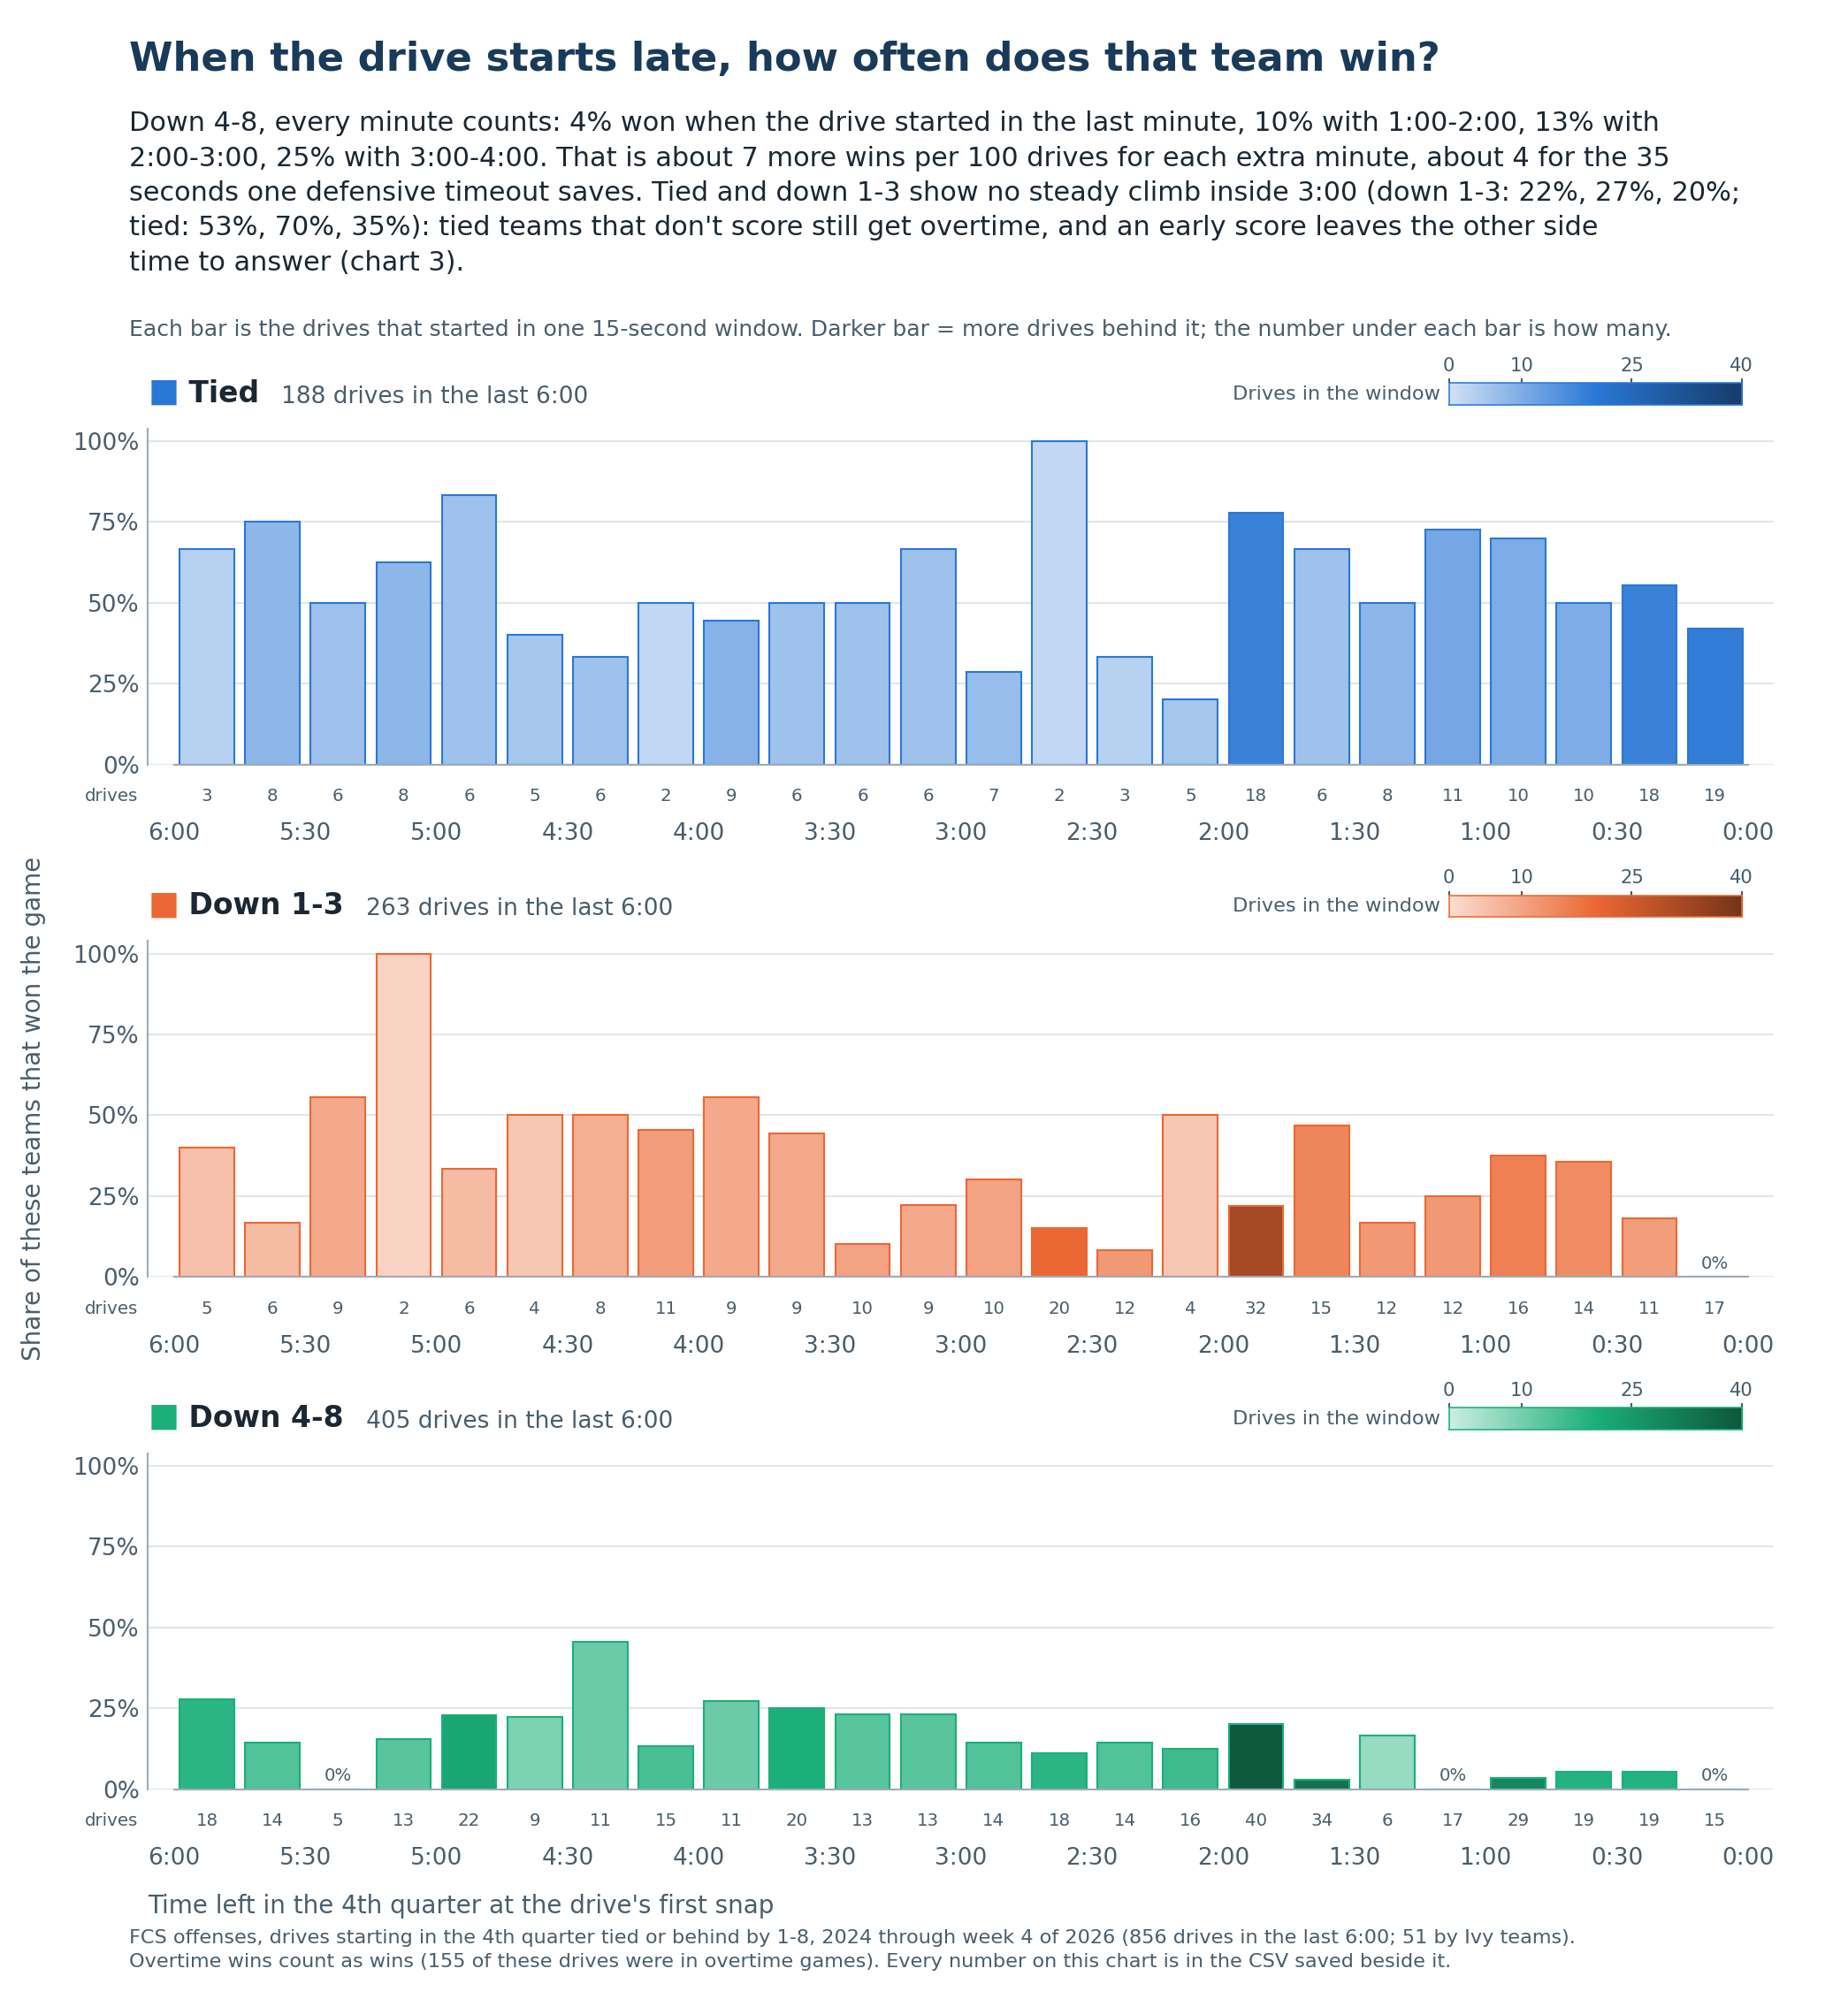 When the drive starts late, how often does that team win?
Down 4-8, every minute counts: 4% won when the drive started in the last minute, 10% with 1:00-2:00, 13% with
2:00-3:00, 25% with 3:00-4:00. That is about 7 more wins per 100 drives for each extra minute, about 4 for the 35
seconds one defensive timeout saves. Tied and down 1-3 show no steady climb inside 3:00 (down 1-3: 22%, 27%, 20%;
tied: 53%, 70%, 35%): tied teams that don't score still get overtime, and an early score leaves the other side
time to answer (chart 3).
Each bar is the drives that started in one 15-second window. Darker bar = more drives behind it; the number under each bar is how many.
0 10 25 40
Tied 188 drives in the last 6:00 Drives in the window
100%
75%
50%
25%
0%
drives 3 8 6 8 6 5 6 2 9 6 6 6 7 2 3 5 18 6 8 11 10 10 18 19
6:00 5:30 5:00 4:30 4:00 3:30 3:00 2:30 2:00 1:30 1:00 0:30 0:00
Share of these teams that won the game
0 10 25 40
Down 1-3 263 drives in the last 6:00 Drives in the window
100%
75%
50%
25%
0% 0%
drives 5 6 9 2 6 4 8 11 9 9 10 9 10 20 12 4 32 15 12 12 16 14 11 17
6:00 5:30 5:00 4:30 4:00 3:30 3:00 2:30 2:00 1:30 1:00 0:30 0:00
0 10 25 40
Down 4-8 405 drives in the last 6:00 Drives in the window
100%
75%
50%
25%
0% 0% 0% 0%
drives 18 14 5 13 22 9 11 15 11 20 13 13 14 18 14 16 40 34 6 17 29 19 19 15
6:00 5:30 5:00 4:30 4:00 3:30 3:00 2:30 2:00 1:30 1:00 0:30 0:00
Time left in the 4th quarter at the drive's first snap
FCS offenses, drives starting in the 4th quarter tied or behind by 1-8, 2024 through week 4 of 2026 (856 drives in the last 6:00; 51 by Ivy teams).
Overtime wins count as wins (155 of these drives were in overtime games). Every number on this chart is in the CSV saved beside it.